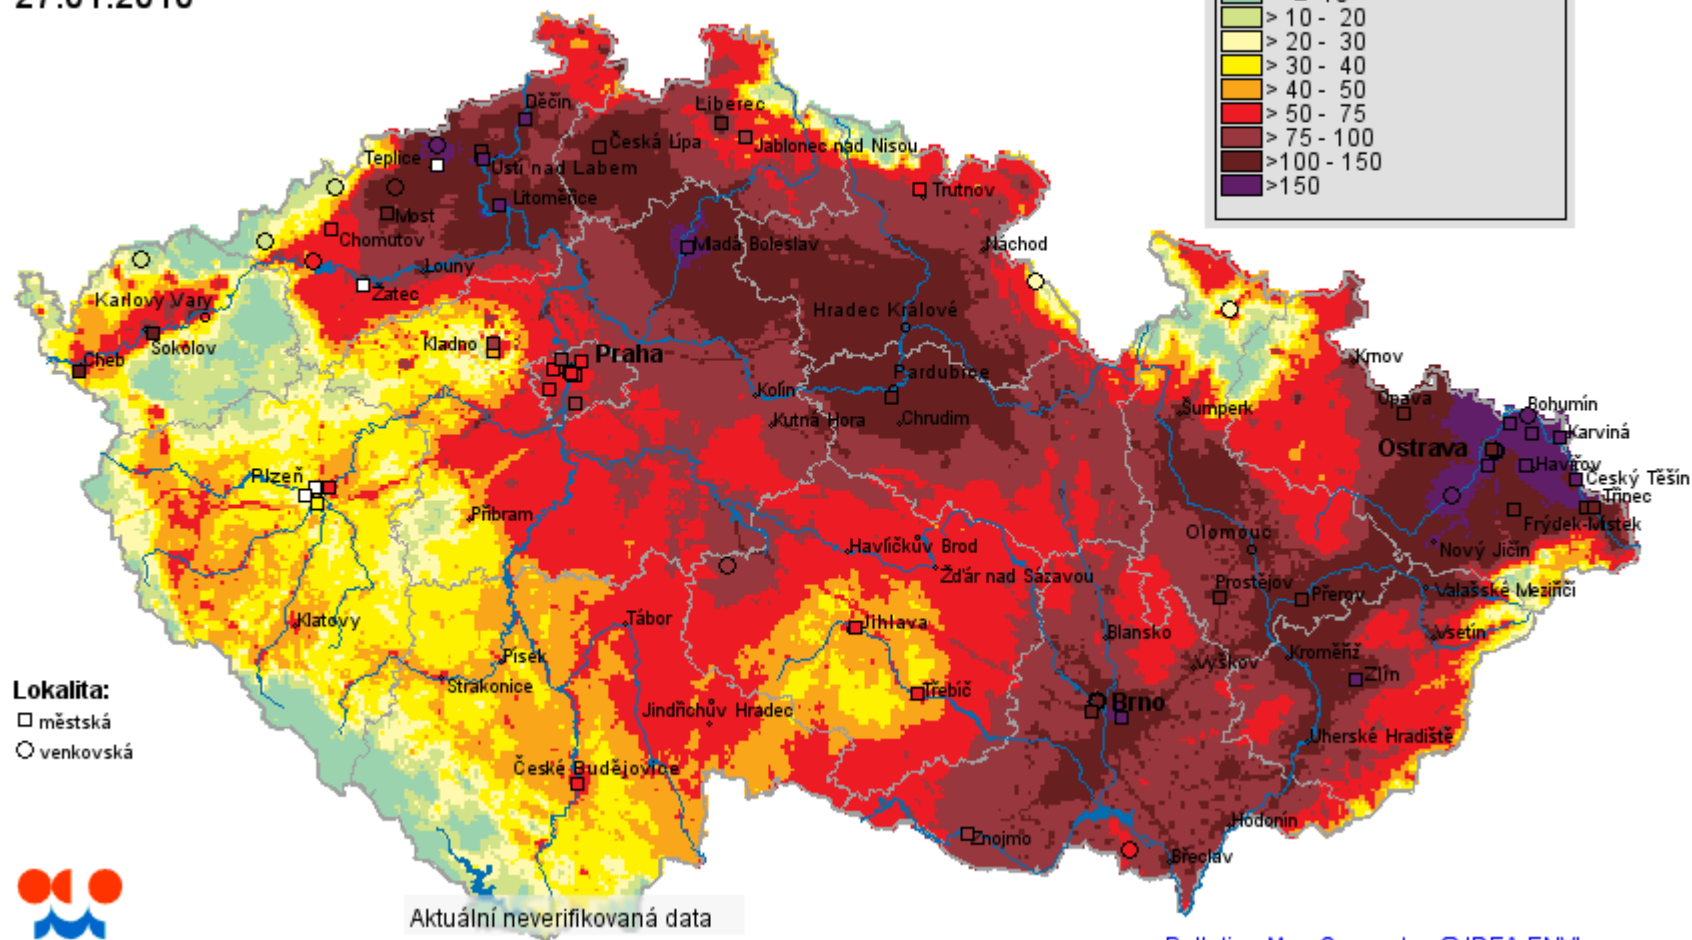 27.01.2010
> 10 - 20
> 20 - 30
> 30 - 40
> 40 - 50
> 50 - 75
> 75 - 100
>100 - 150
>150
Děčín
Liberec
Česká Lípa
Jablonec nad Nisou
Teplice
Ústí nad Labem
Trutnov
Litoměřice
Most
Chomutov
Mladá Boleslav
Náchod
Louny
Žatec
Karlovy Vary
Hradec Králové
Sokolov
Kladno
Praha
Cheb
Krnov
Pardubice
Kolín
Opava
Bohumín
Šumperk
Kutná Hora
Chrudim
Karviná
Ostrava
Havířov
Plzeň
Český Těšín
Třinec
Příbram
Frýdek-Místek
Olomouc
Havlíčkův Brod
Nový Jičín
Žďár nad Sázavou
Prostějov
Přerov
Valašské Meziříčí
Klatovy
Tábor
Jihlava
Blansko
Vsetín
Písek
Vyškov
Kroměříž
Zlín
Strakonice
Třebíč
Lokalita:
městská
venkovská
Jindřichův Hradec
Brno
Uherské Hradiště
České Budějovice
Hodonín
Znojmo
Břeclav
Aktuální neverifikovaná data